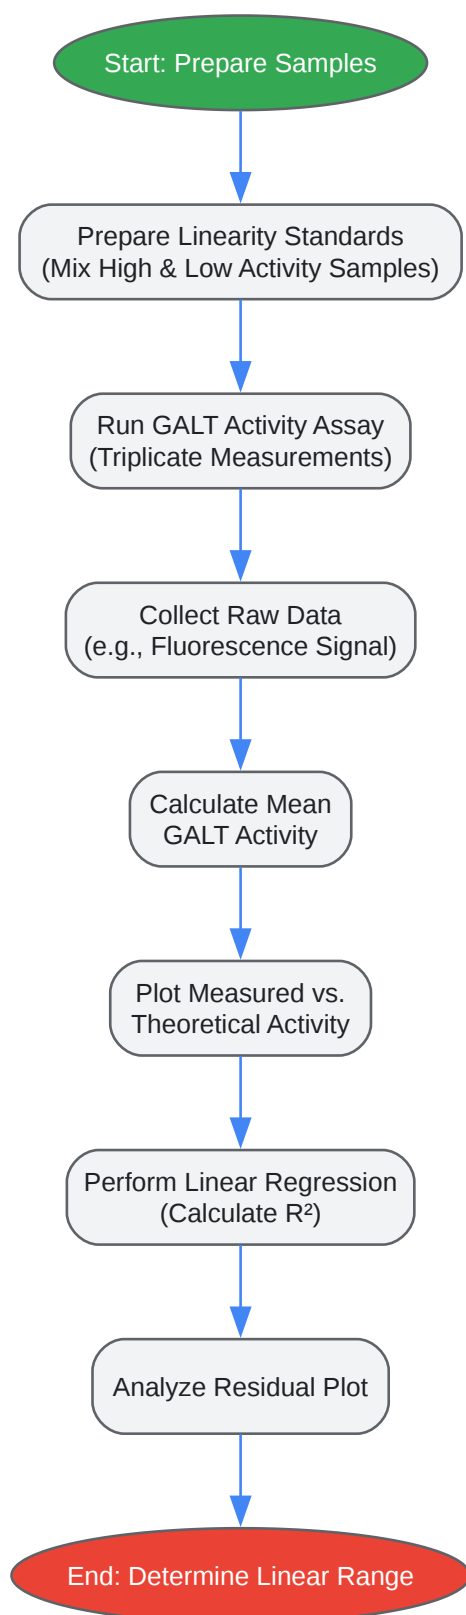 Start: Prepare Samples
Prepare Linearity Standards
(Mix High & Low Activity Samples)
Run GALT Activity Assay
(Triplicate Measurements)
Collect Raw Data
(e.g., Fluorescence Signal)
Calculate Mean
GALT Activity
Plot Measured vs.
Theoretical Activity
Perform Linear Regression
(Calculate R²)
Analyze Residual Plot
End: Determine Linear Range